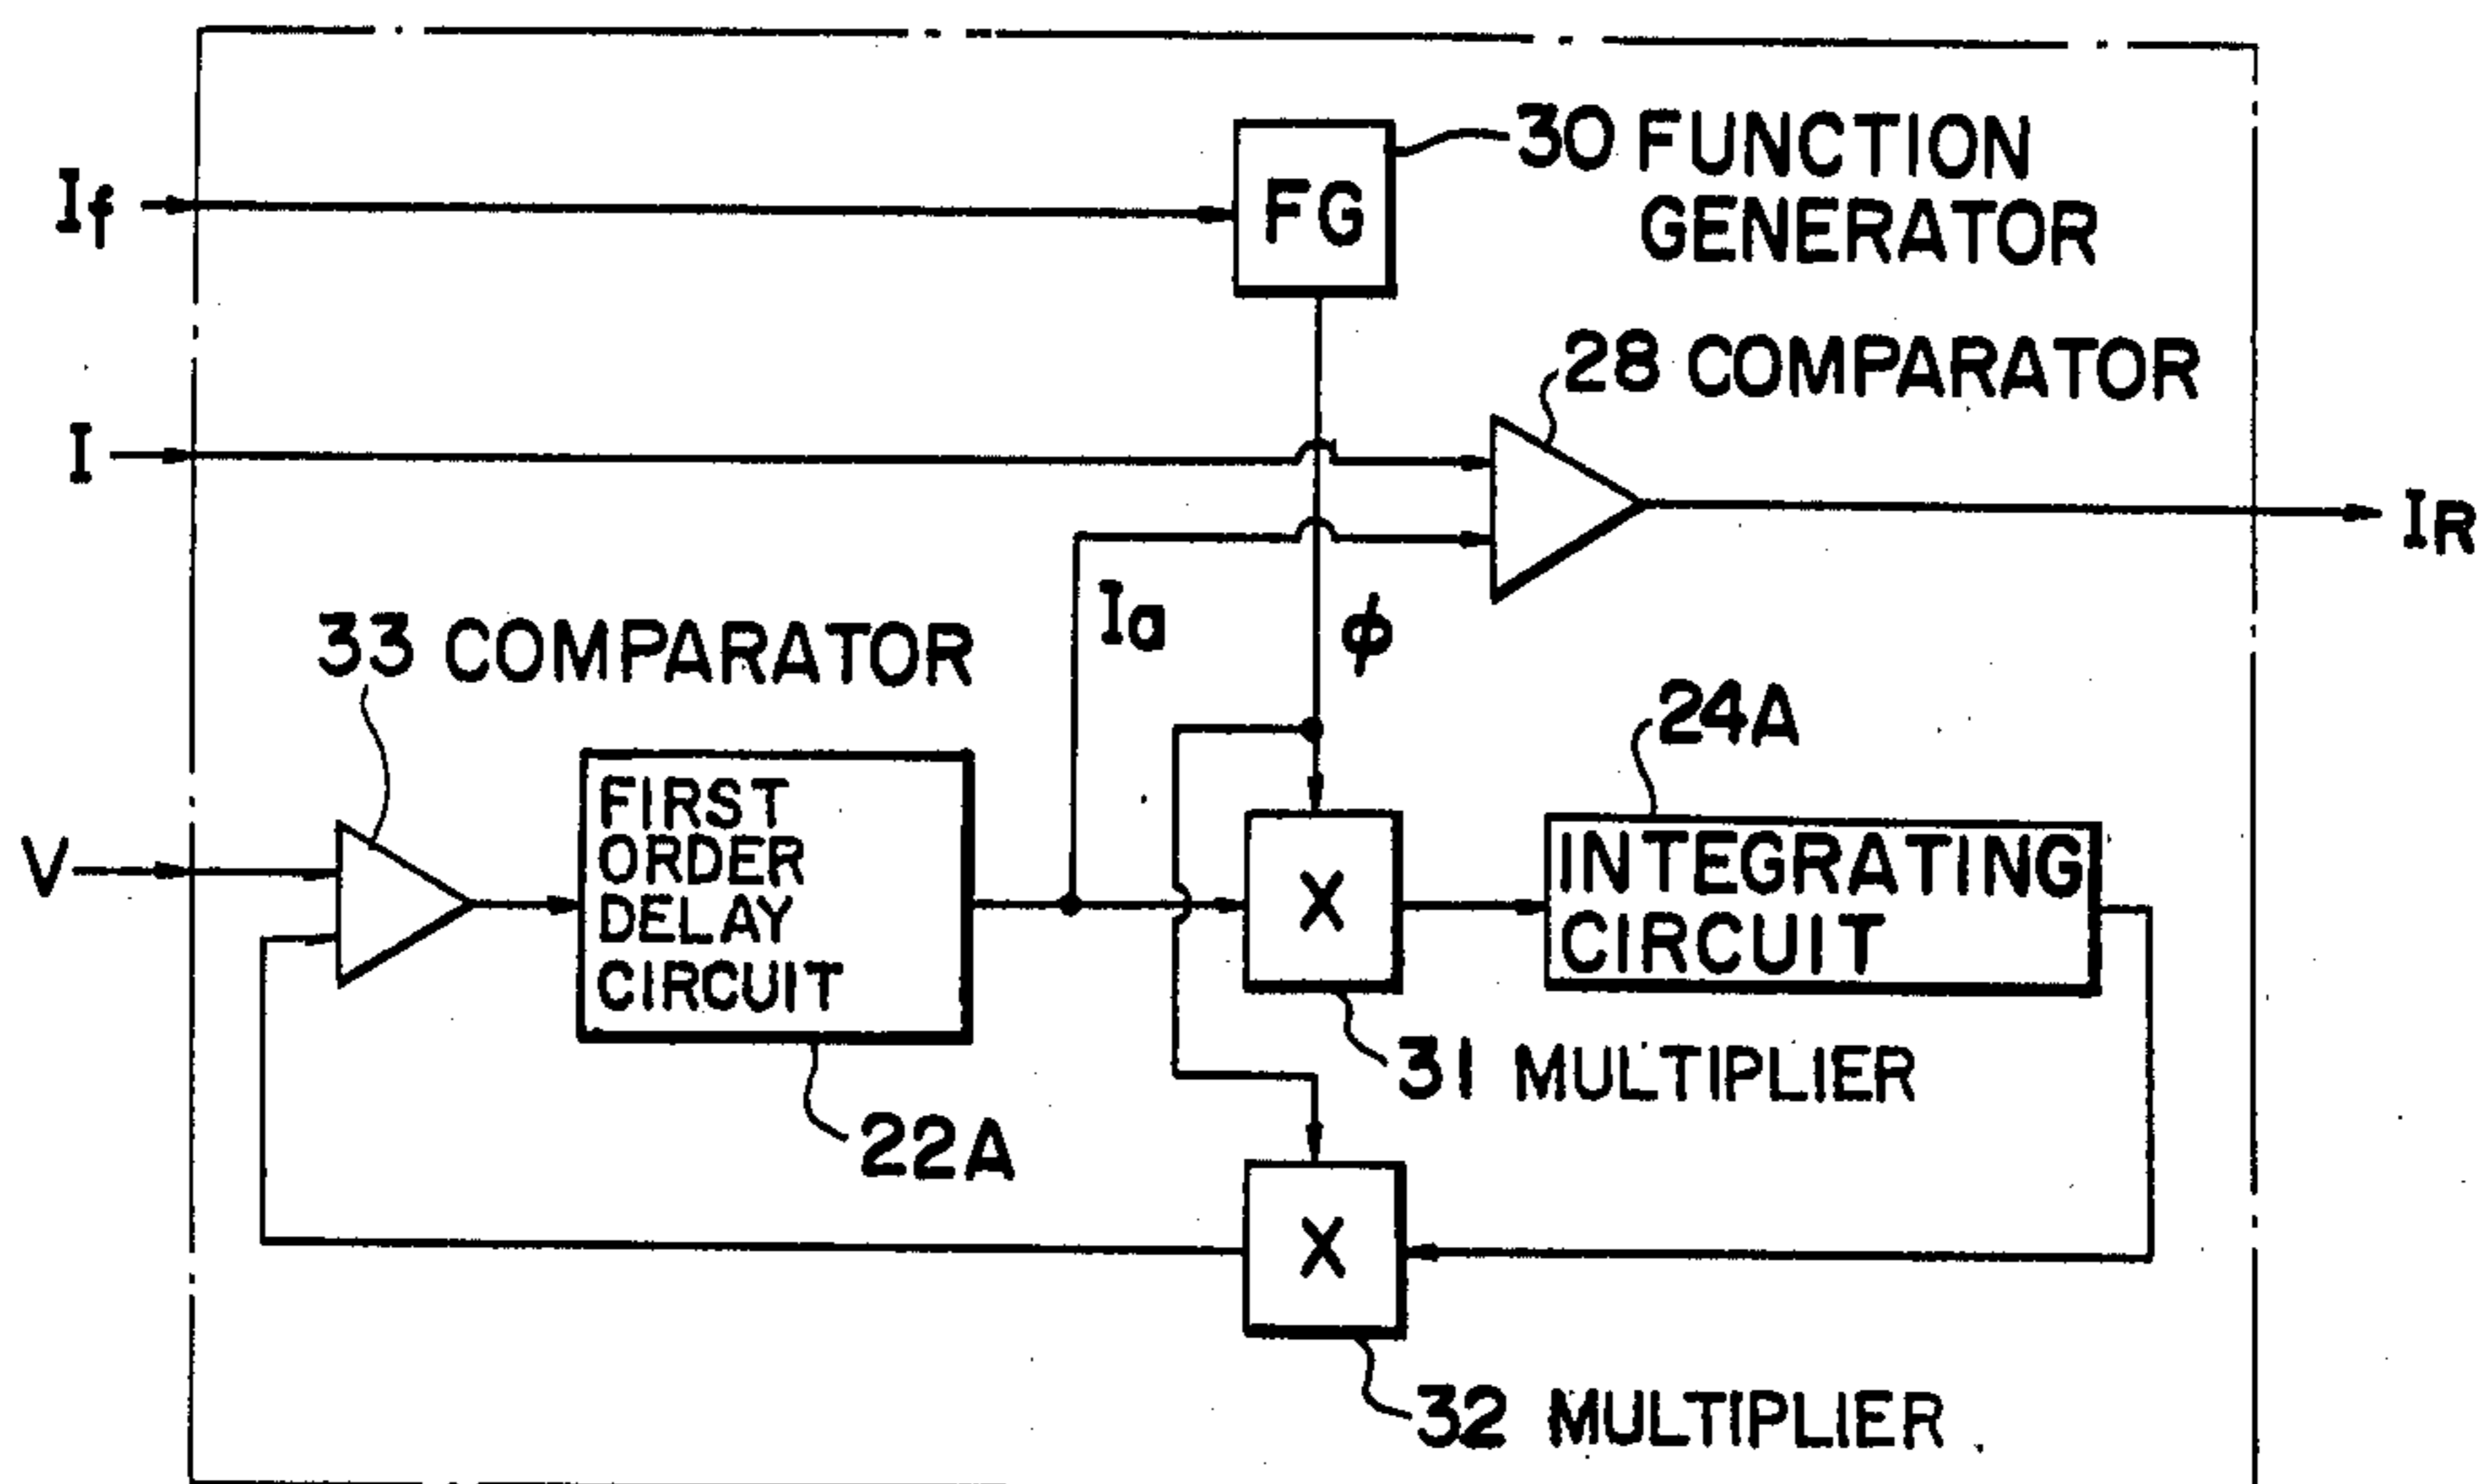 30 FUNCTION
GENERATOR
FG
If
28 COMPARATOR
I
IR
Ia
φ
33 COMPARATOR
24A
V
FIRST
ORDER
DELAY
CIRCUIT
X
INTEGRATING
CIRCUIT
31 MULTIPLIER
22A
X
32 MULTIPLIER